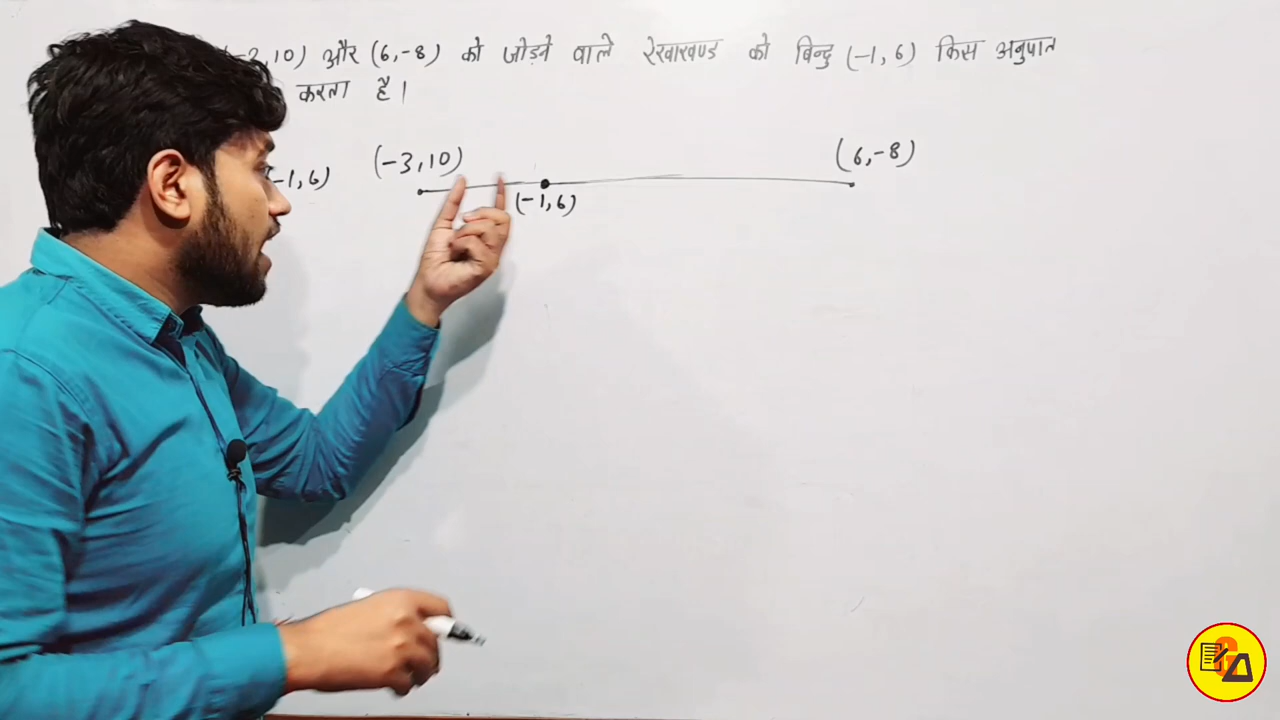 -3, 10) और (6, -8) को जोड़ने वाले रेखाखण्ड को बिन्दु (-1, 6) किस अनुपात
करता है।
(-3, 10)
(6, -8)
(-1, 6)
(-1, 6)